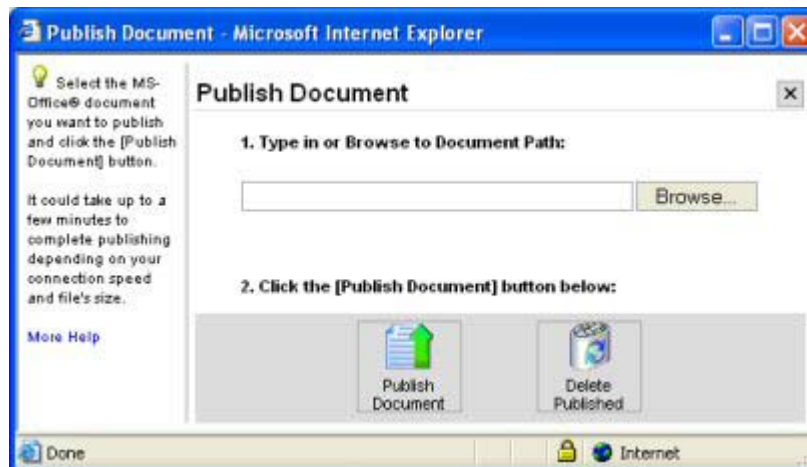 Publish Document - Microsoft Internet Explorer
Select the MS-
Office® document
you want to publish
and click the [Publish
Document] button.
It could take up to a
few minutes to
complete publishing
depending on your
connection speed
and file's size.
More Help
Publish Document
1. Type in or Browse to Document Path:
Browse...
2. Click the [Publish Document] button below:
Publish
Document
Delete
Published
Done
Internet